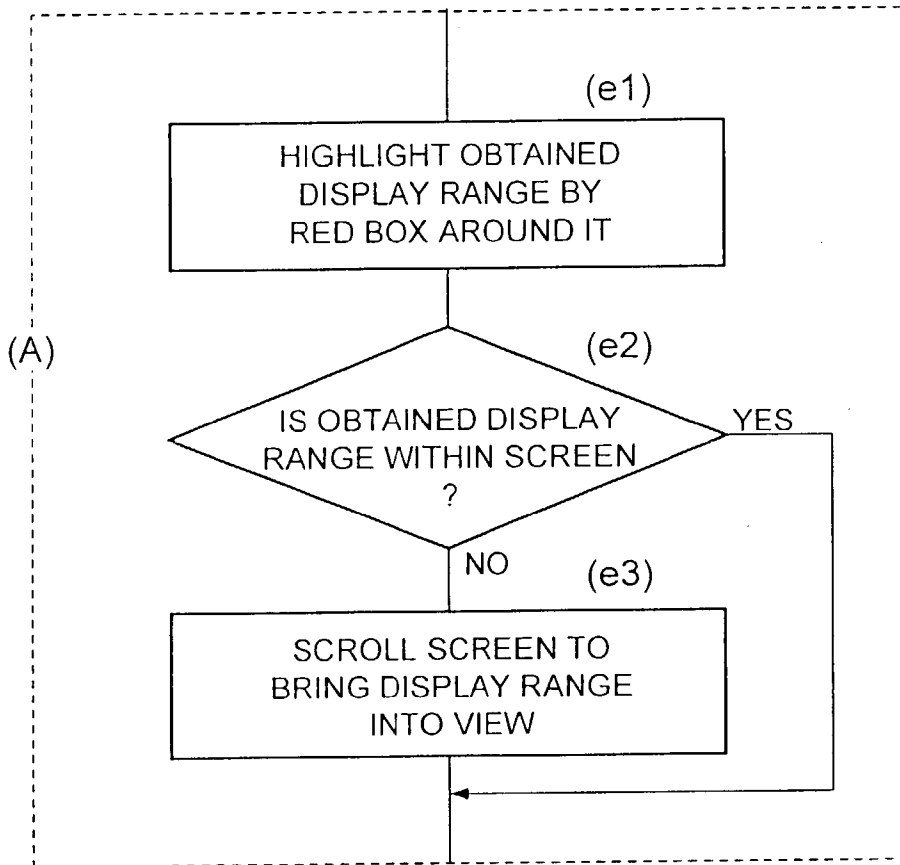 (e1)
HIGHLIGHT OBTAINED
DISPLAY RANGE BY
RED BOX AROUND IT
(A)
(e2)
IS OBTAINED DISPLAY
RANGE WITHIN SCREEN
?
YES
NO
(e3)
SCROLL SCREEN TO
BRING DISPLAY RANGE
INTO VIEW